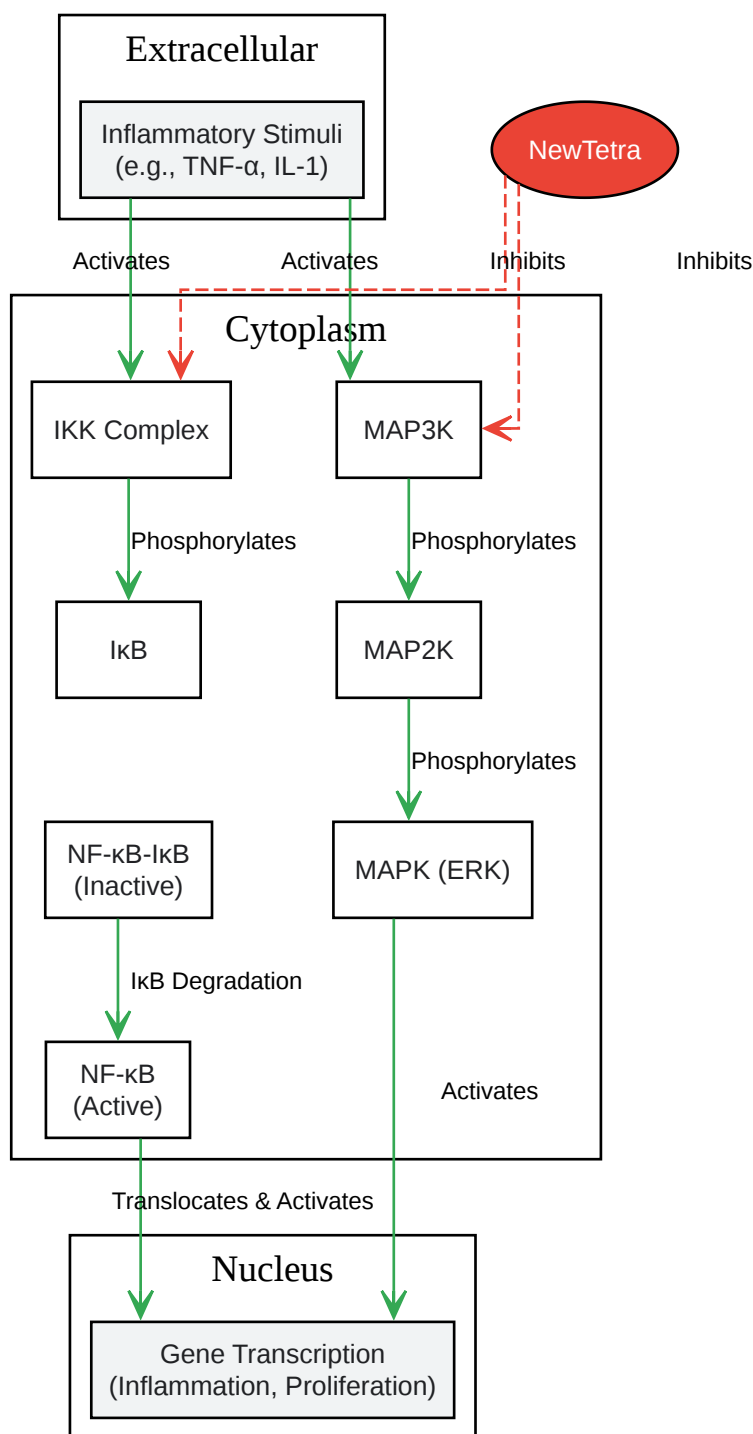 Extracellular
Inflammatory Stimuli
(e.g., TNF-α, IL-1)
NewTetra
Activates
Activates
Inhibits
Inhibits
Cytoplasm
IKK Complex
MAP3K
Phosphorylates
Phosphorylates
IκB
MAP2K
Phosphorylates
NF-κB-IκB
(Inactive)
MAPK (ERK)
IκB Degradation
NF-κB
(Active)
Activates
Translocates & Activates
Nucleus
Gene Transcription
(Inflammation, Proliferation)